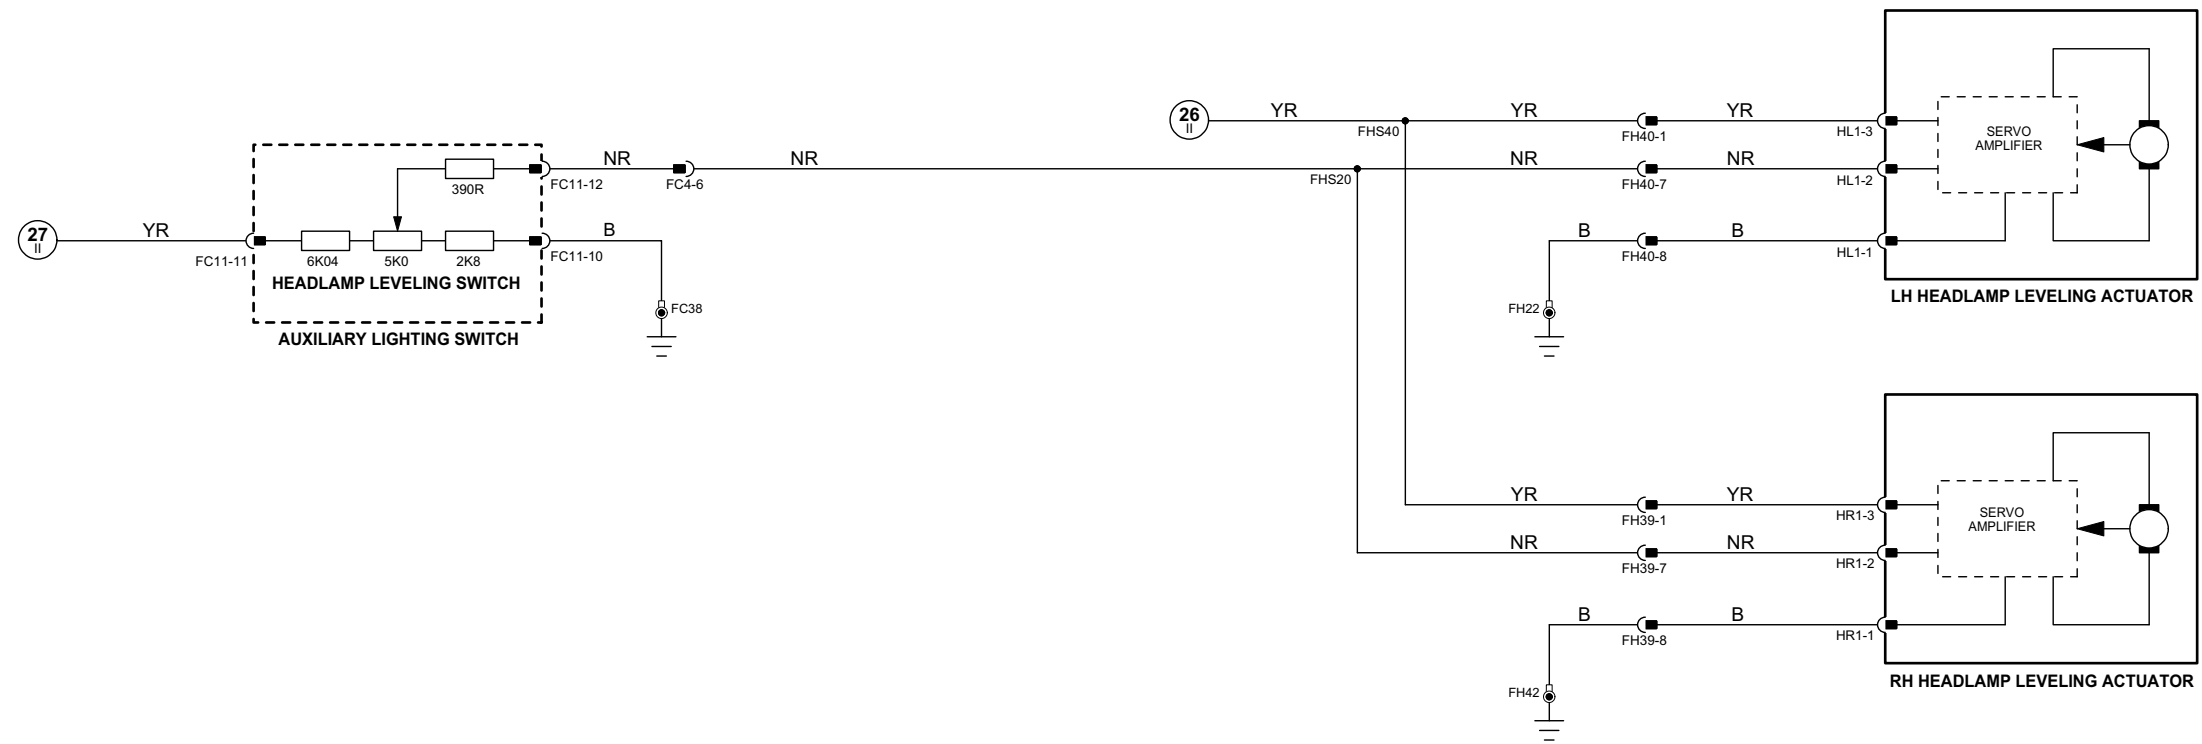 26
II
YR
YR
YR
FHS40
FH40-1
HL1-3
SERVO
AMPLIFIER
NR
NR
NR
NR
390R
FC11-12
FC4-6
FHS20
FH40-7
HL1-2
27
II
YR
B
B
B
FC11-11
6K04
5K0
2K8
FC11-10
FH40-8
HL1-1
HEADLAMP LEVELING SWITCH
AUXILIARY LIGHTING SWITCH
FC38
FH22
LH HEADLAMP LEVELING ACTUATOR
YR
YR
FH39-1
HR1-3
SERVO
AMPLIFIER
NR
NR
FH39-7
HR1-2
B
B
FH39-8
HR1-1
FH42
RH HEADLAMP LEVELING ACTUATOR